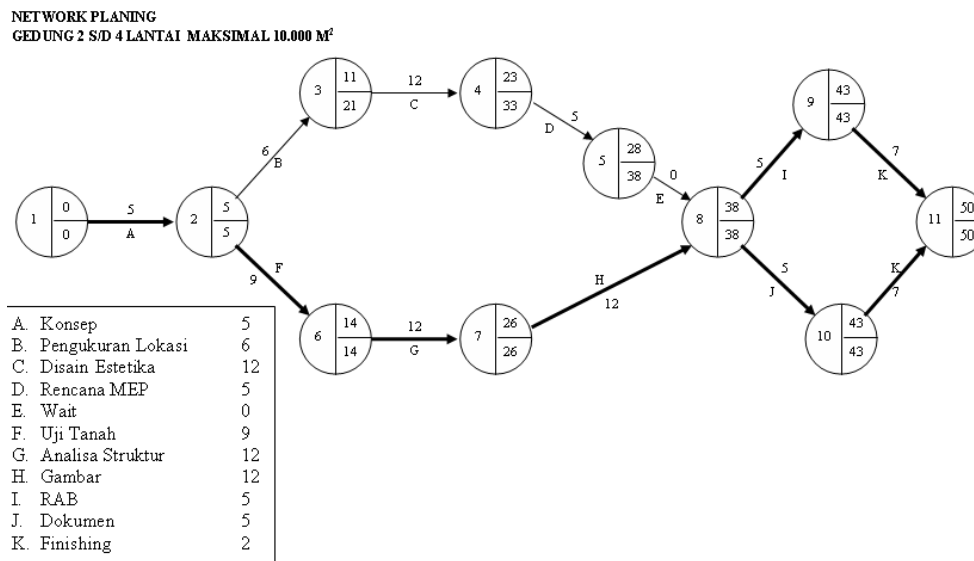 NETWORK PLANING
GEDUNG 2 S/D 4 LANTAI MAKSIMAL 10.000 M²
3 11 21
12
C
4 23 33
9 43 43
5
D
6
B
5 28 38
0
E
5
I
7
K
1 0 0
5
A
2 5 5
8 38 38
11 50 50
F
9
H
12
5
J
K
7
6 14 14
12
G
7 26 26
10 43 43
A. Konsep 5
B. Pengukuran Lokasi 6
C. Disain Estetika 12
D. Rencana MEP 5
E. Wait 0
F. Uji Tanah 9
G. Analisa Struktur 12
H. Gambar 12
I. RAB 5
J. Dokumen 5
K. Finishing 2